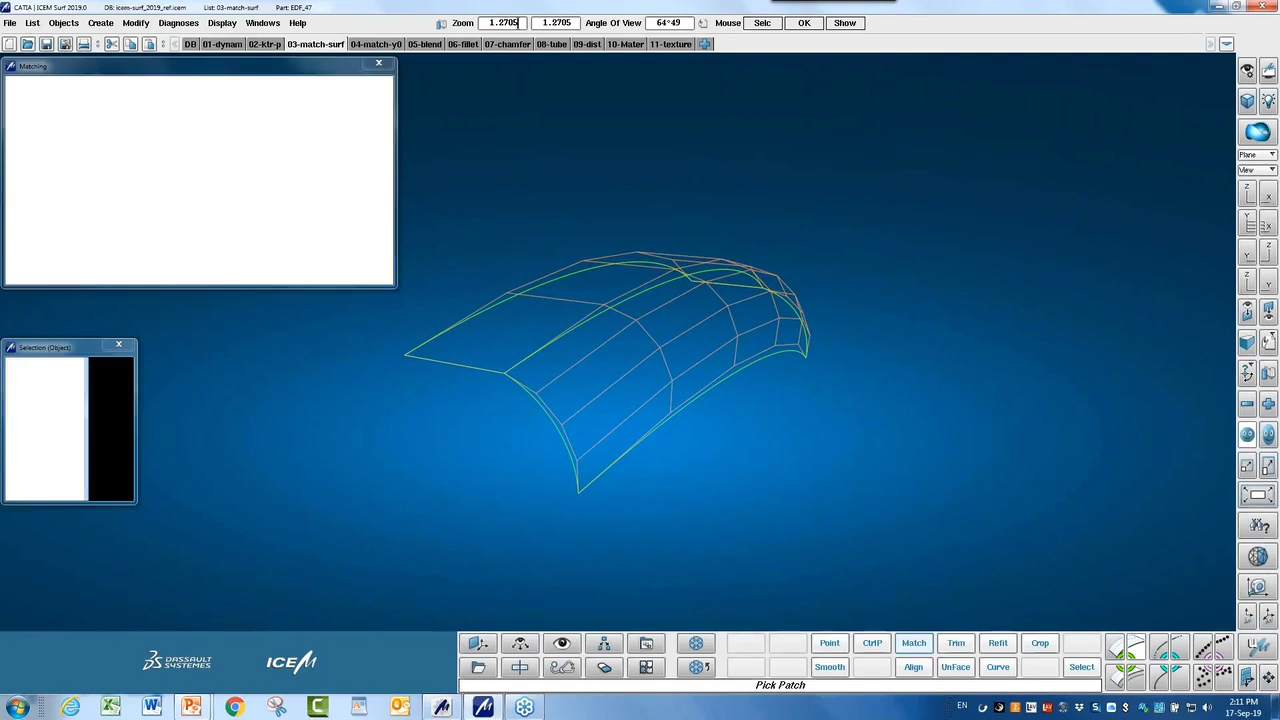 CATIA | ICEM Surf 2019.0 DB: icem-surf_2019_ref.icem List: 03-match-surf Part: EDF_47
File List Objects Create Modify Diagnoses Display Windows Help
Zoom 1.2705 1.2705 Angle Of View 64°49 Mouse Selc OK Show
DB 01-dynam 02-ktr-p 03-match-surf 04-match-y0 05-blend 06-fillet 07-chamfer 08-tube 09-dist 10-Mater 11-texture
Matching
Plane
View
Z X
Y
Y Z
Z Y
Selection (Object)
Point CtrlP Match Trim Refit Crop
Smooth Align UnFace Curve Select
DASSAULT SYSTEMES
ICEM
Pick Patch
EN
2:11 PM
17-Sep-19